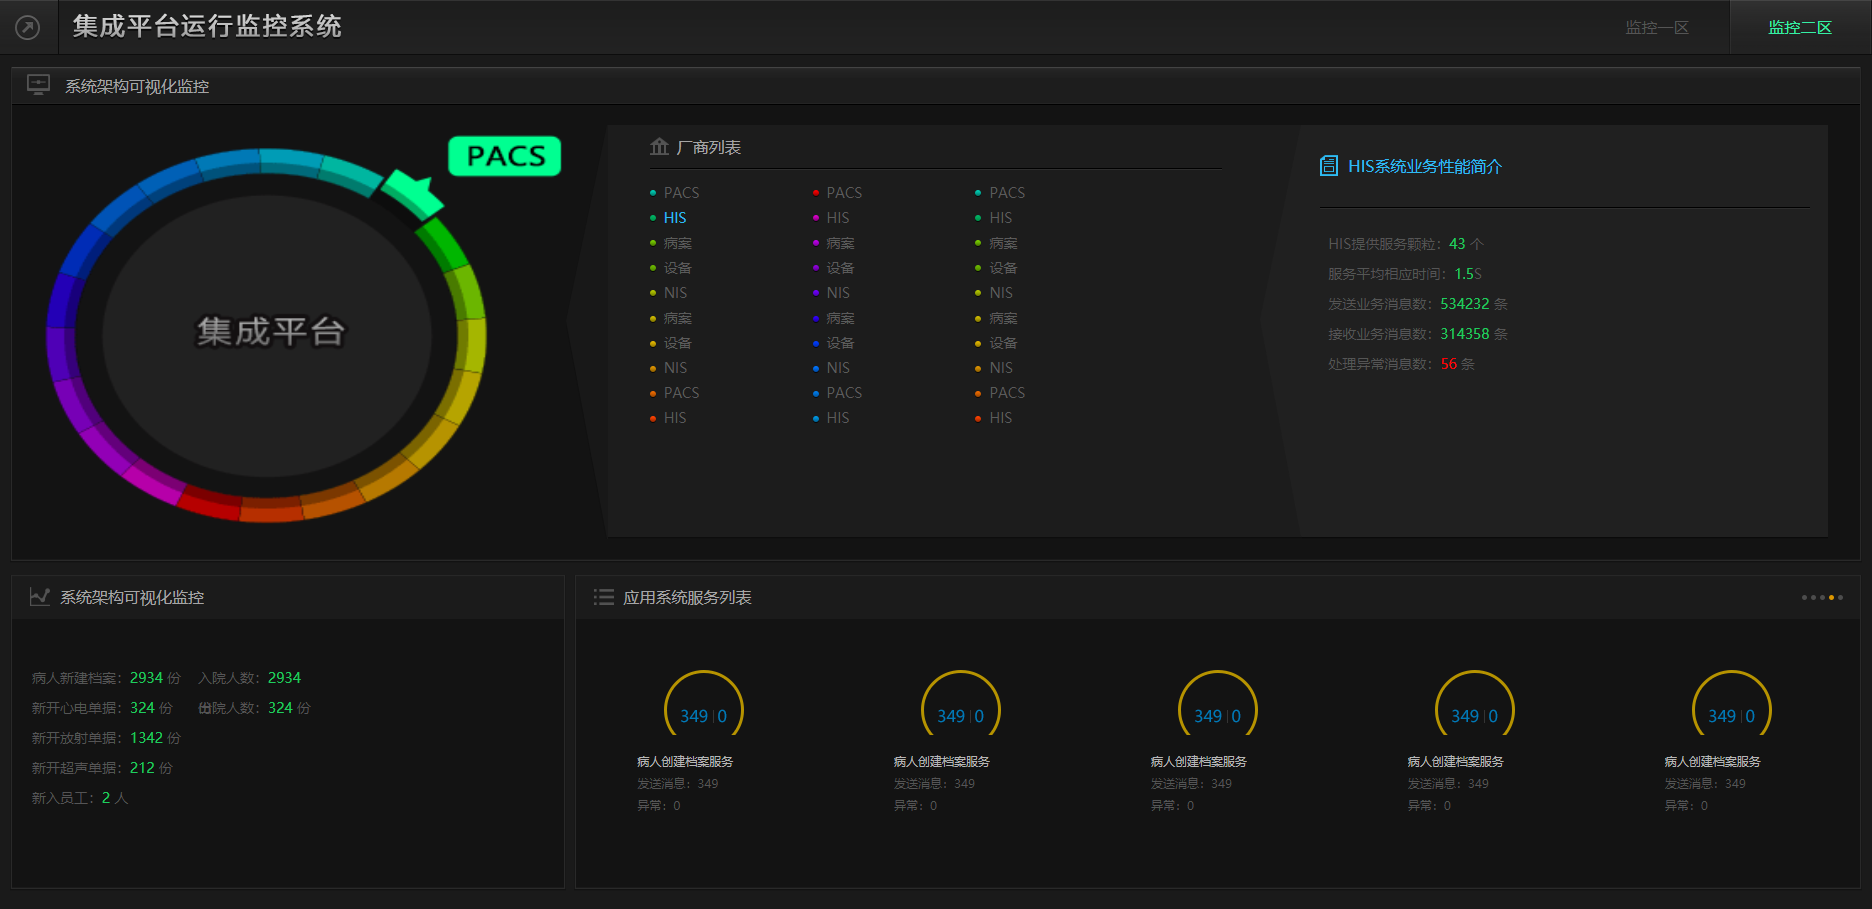 集成平台运行监控系统
监控一区
监控二区
系统架构可视化监控
PACS
集成平台
厂商列表
PACS PACS PACS
HIS HIS HIS
病案 病案 病案
设备 设备 设备
NIS NIS NIS
病案 病案 病案
设备 设备 设备
NIS NIS NIS
PACS PACS PACS
HIS HIS HIS
HIS系统业务性能简介
HIS提供服务颗粒：43 个
服务平均相应时间：1.5S
发送业务消息数：534232 条
接收业务消息数：314358 条
处理异常消息数：56 条
系统架构可视化监控
病人新建档案：2934 份 入院人数：2934
新开心电单据：324 份 出院人数：324 份
新开放射单据：1342 份
新开超声单据：212 份
新入员工：2 人
应用系统服务列表
349|0 349|0 349|0 349|0 349|0
病人创建档案服务 病人创建档案服务 病人创建档案服务 病人创建档案服务 病人创建档案服务
发送消息：349 发送消息：349 发送消息：349 发送消息：349 发送消息：349
异常：0 异常：0 异常：0 异常：0 异常：0